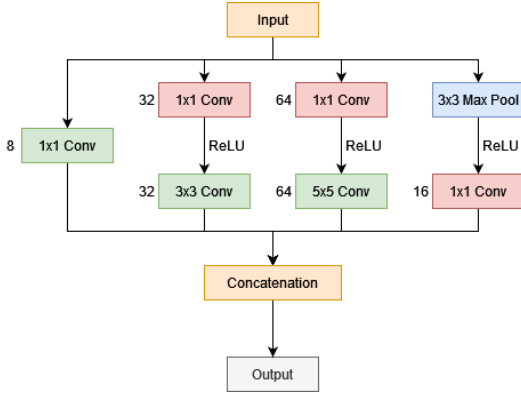 Input
32 1x1 Conv 64 1x1 Conv 3x3 Max Pool
8 1x1 Conv ReLU ReLU ReLU
32 3x3 Conv 64 5x5 Conv 16 1x1 Conv
Concatenation
Output